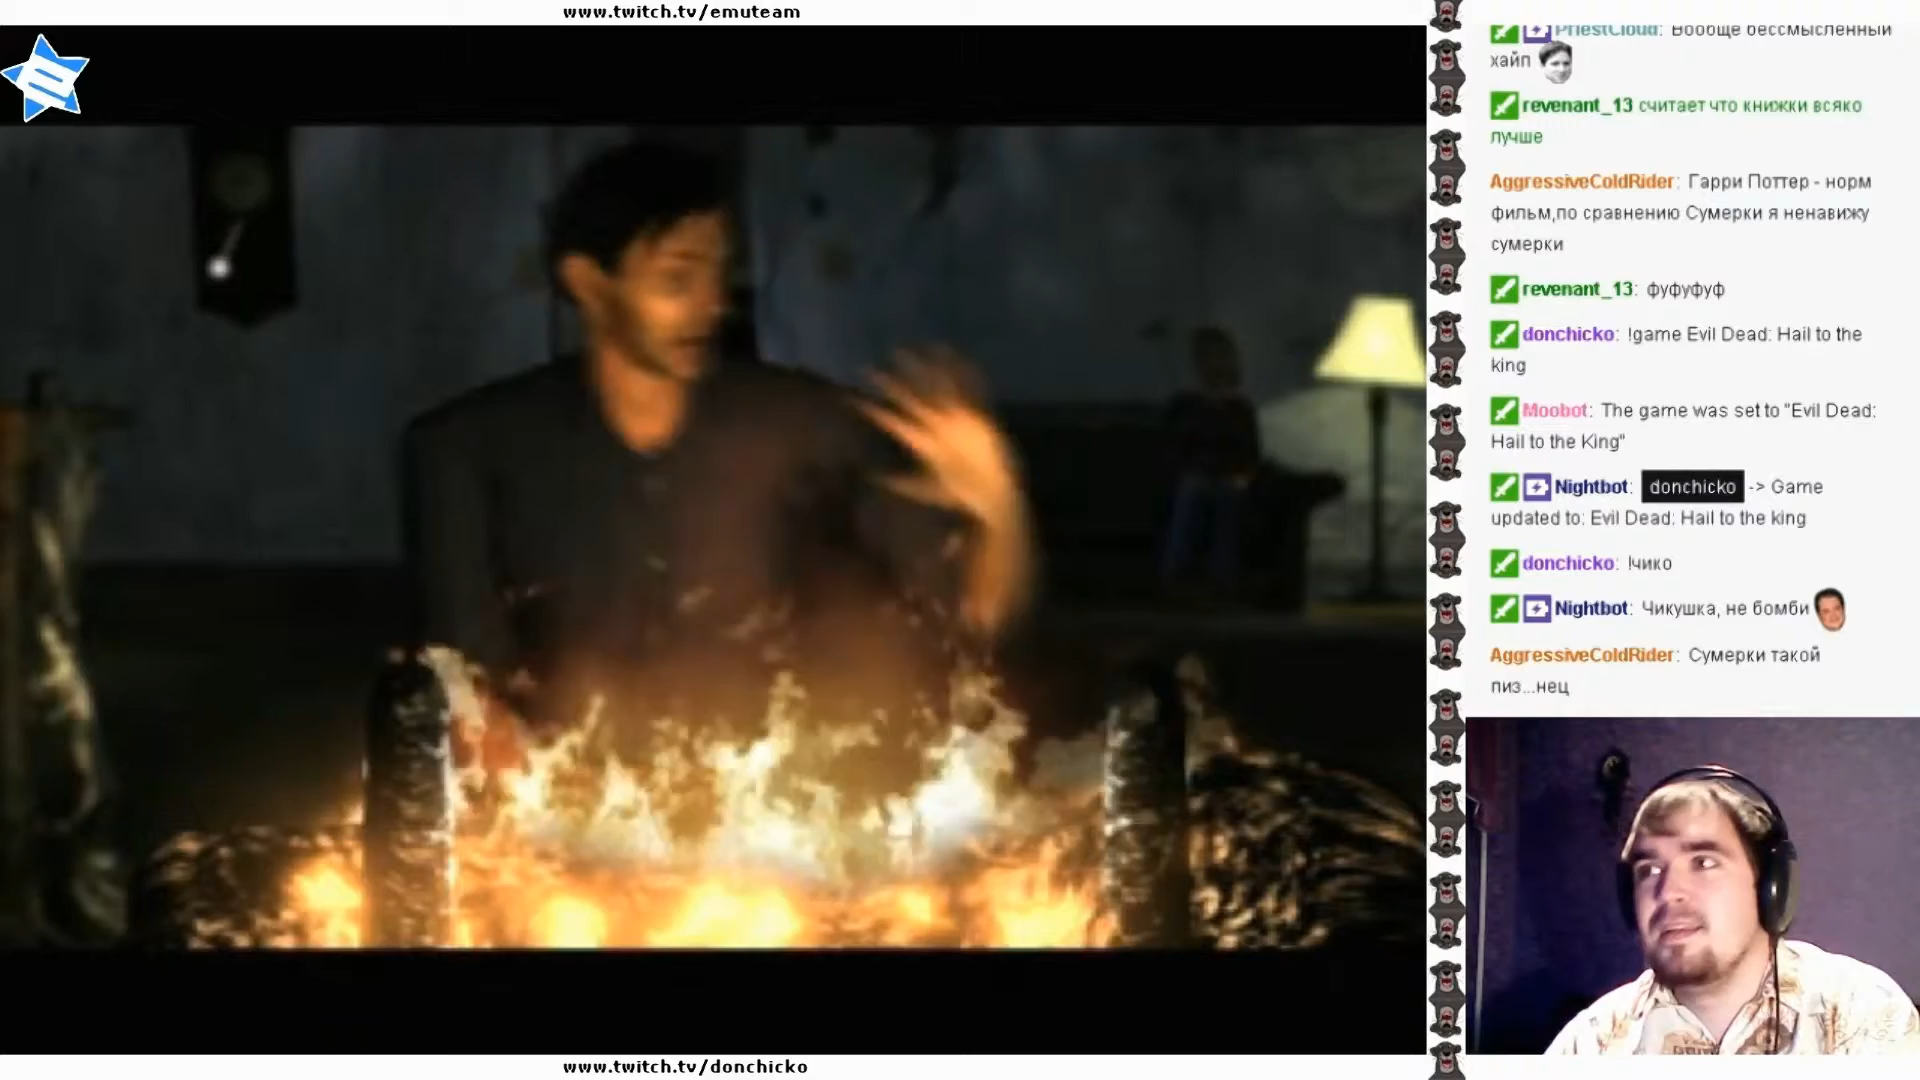 www.twitch.tv/emuteam
PriestCloud: Вообще бессмысленный
хайп
revenant_13 считает что книжки всяко
лучше
AggressiveColdRider: Гарри Поттер - норм
фильм,по сравнению Сумерки я ненавижу
сумерки
revenant_13: фуфуфуф
donchicko: !game Evil Dead: Hail to the
king
Moobot: The game was set to "Evil Dead:
Hail to the King"
Nightbot: donchicko -> Game
updated to: Evil Dead: Hail to the king
donchicko: !чико
Nightbot: Чикушка, не бомби
AggressiveColdRider: Сумерки такой
пиз...нец
www.twitch.tv/donchicko